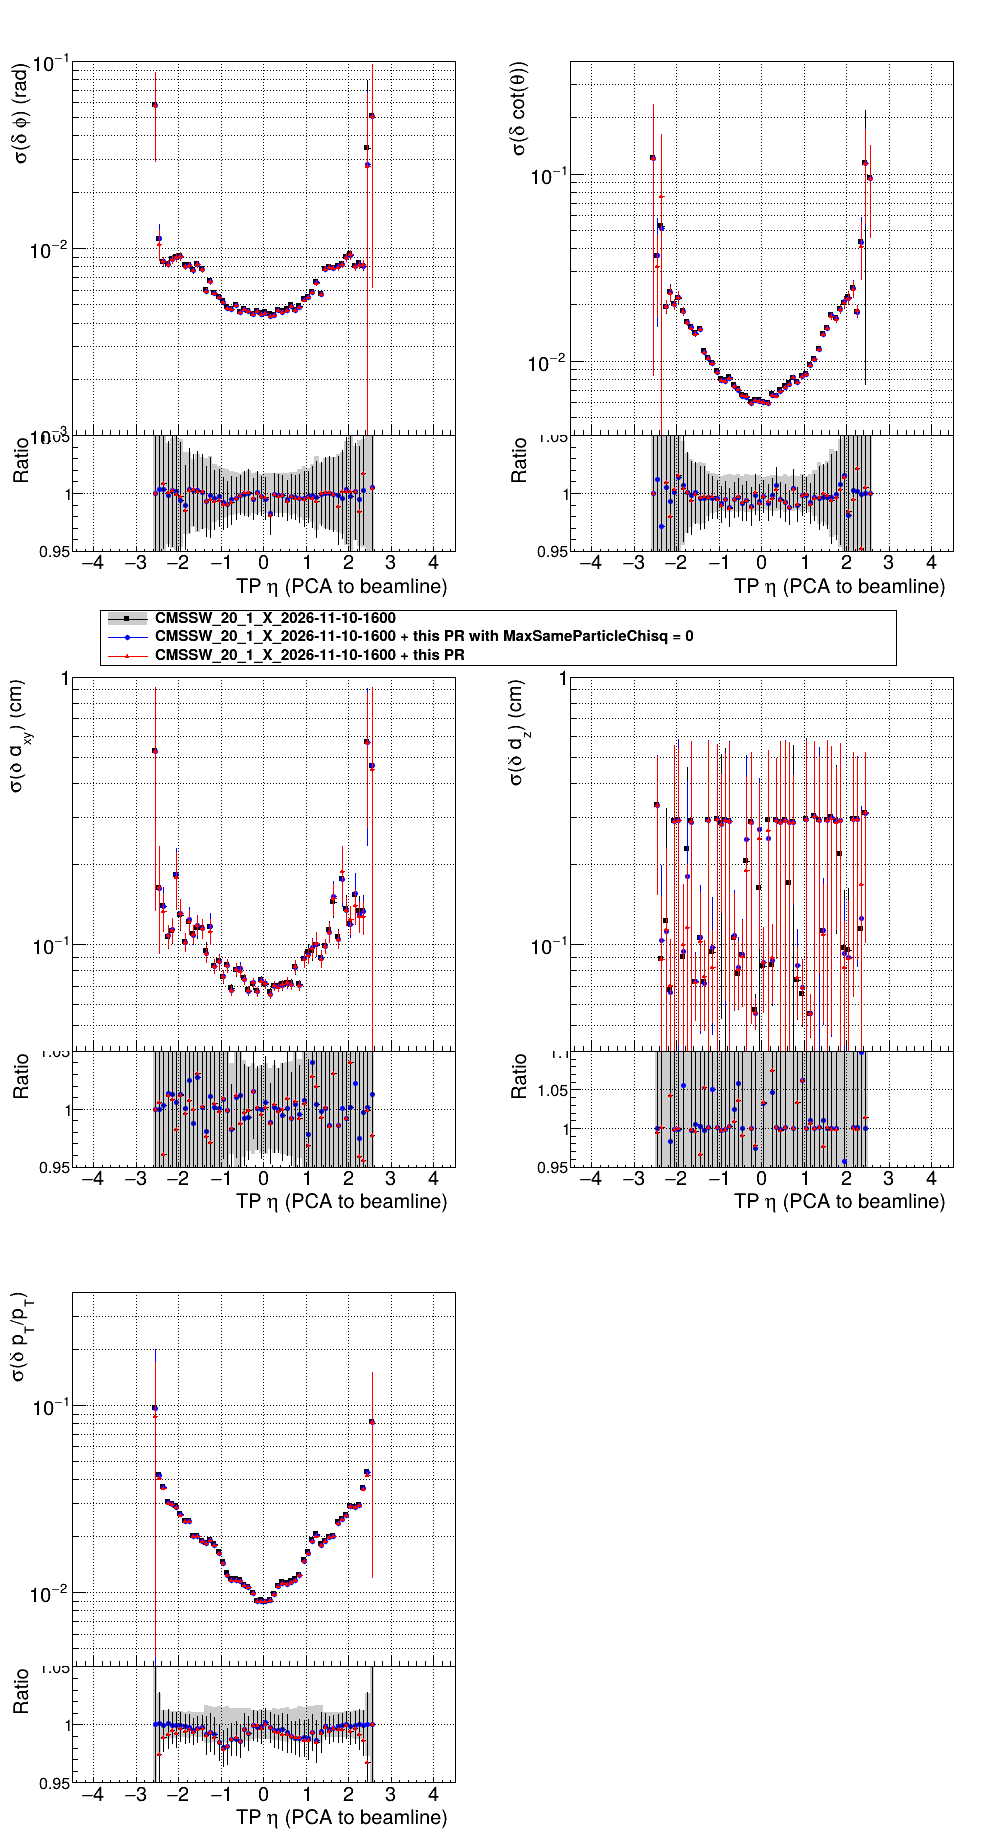 σ(δ φ) (rad)
10⁻¹
10⁻²
10⁻³
Ratio
1.05
1
0.95
−4 −3 −2 −1 0 1 2 3 4
TP η (PCA to beamline)
σ(δ cot(θ))
10⁻¹
10⁻²
Ratio
1.05
1
0.95
−4 −3 −2 −1 0 1 2 3 4
TP η (PCA to beamline)
CMSSW_20_1_X_2026-11-10-1600
CMSSW_20_1_X_2026-11-10-1600 + this PR with MaxSameParticleChisq = 0
CMSSW_20_1_X_2026-11-10-1600 + this PR
σ(δ d_xy) (cm)
1
10⁻¹
Ratio
1.05
1
0.95
−4 −3 −2 −1 0 1 2 3 4
TP η (PCA to beamline)
σ(δ d_z) (cm)
1
10⁻¹
Ratio
1.1
1.05
1
0.95
−4 −3 −2 −1 0 1 2 3 4
TP η (PCA to beamline)
σ(δ p_T/p_T)
10⁻¹
10⁻²
Ratio
1.05
1
0.95
−4 −3 −2 −1 0 1 2 3 4
TP η (PCA to beamline)